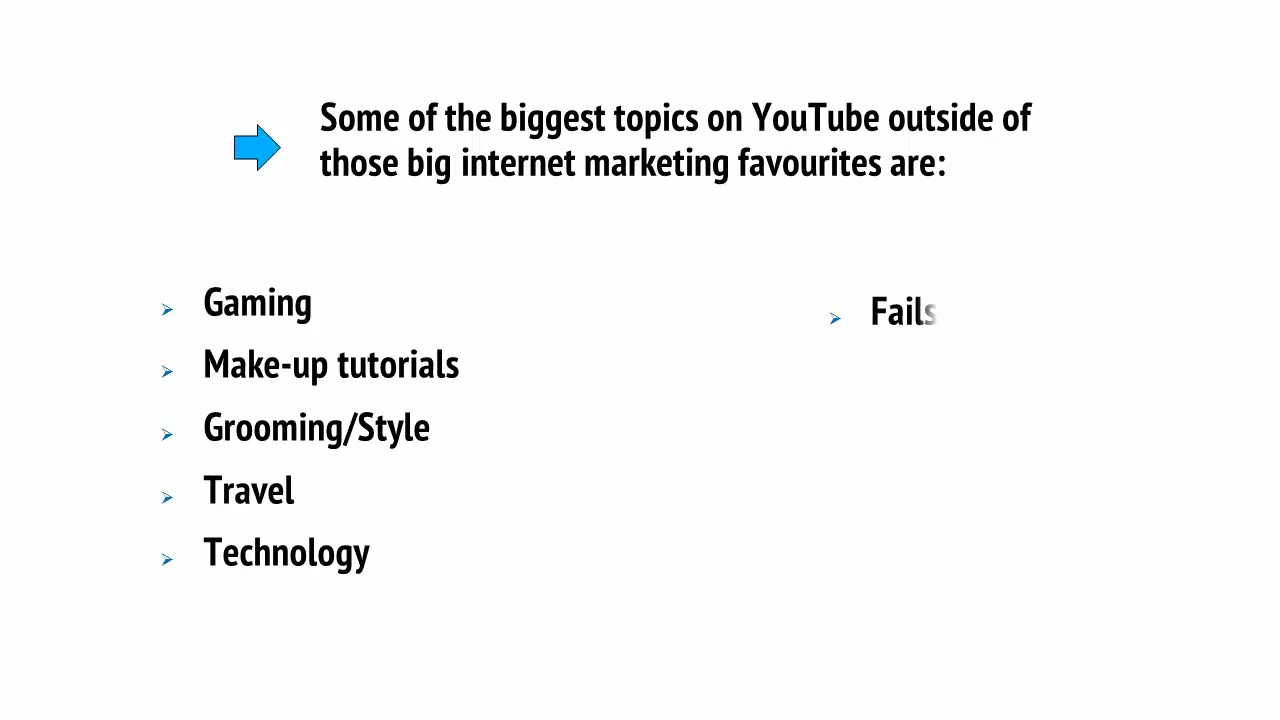 Some of the biggest topics on YouTube outside of
those big internet marketing favourites are:
Gaming
Make-up tutorials
Grooming/Style
Travel
Technology
Fails